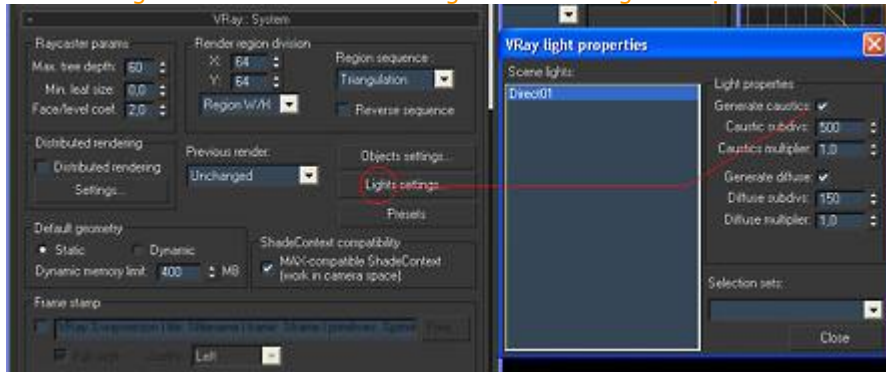 VRay: System
Raycaster params
Max. tree depth: 60
Min. leaf size: 0,0
Face/level coef. 2,0
Render region division
X: 64
Y: 64
Region W/H
Region sequence:
Triangulation
Reverse sequence
Distributed rendering
Distributed rendering
Settings...
Previous render:
Unchanged
Objects settings...
Lights settings...
Presets
Default geometry
Static
Dynamic
Dynamic memory limit: 400 MB
ShadeContext compatibility
MAX-compatible ShadeContext
(work in camera space)
Frame stamp
Left
VRay light properties
Scene lights:
Direct01
Light properties
Generate caustics:
Caustic subdivs: 500
Caustics multiplier: 1,0
Generate diffuse:
Diffuse subdivs: 150
Diffuse multiplier: 1,0
Selection sets:
Close